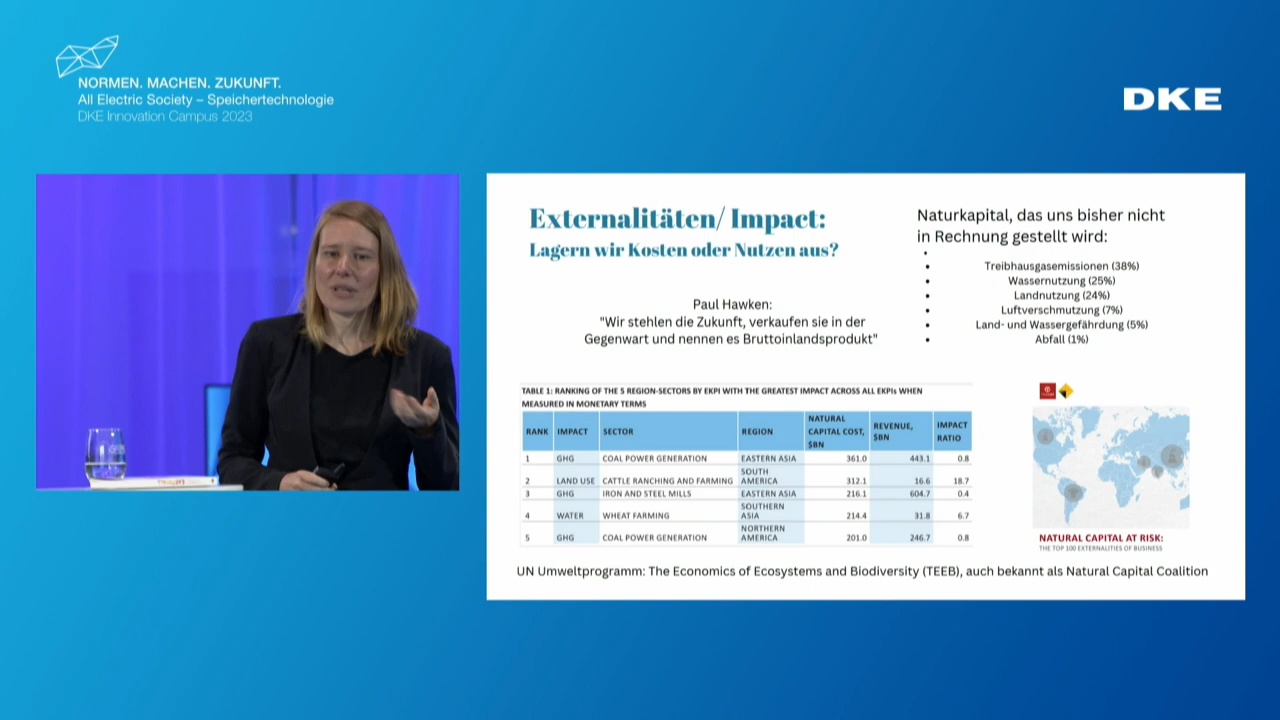 NORMEN. MACHEN. ZUKUNFT.
All Electric Society – Speichertechnologie
DKE Innovation Campus 2023
DKE
Externalitäten/ Impact:
Lagern wir Kosten oder Nutzen aus?
Paul Hawken:
"Wir stehlen die Zukunft, verkaufen sie in der
Gegenwart und nennen es Bruttoinlandsprodukt"
Naturkapital, das uns bisher nicht
in Rechnung gestellt wird:
•
• Treibhausgasemissionen (38%)
• Wassernutzung (25%)
• Landnutzung (24%)
• Luftverschmutzung (7%)
• Land- und Wassergefährdung (5%)
• Abfall (1%)
TABLE 1: RANKING OF THE 5 REGION-SECTORS BY EKPI WITH THE GREATEST IMPACT ACROSS ALL EKPIs WHEN
MEASURED IN MONETARY TERMS
RANK IMPACT SECTOR REGION NATURAL CAPITAL COST, $BN REVENUE, $BN IMPACT RATIO
1 GHG COAL POWER GENERATION EASTERN ASIA 361.0 443.1 0.8
2 LAND USE CATTLE RANCHING AND FARMING SOUTH AMERICA 312.1 16.6 18.7
3 GHG IRON AND STEEL MILLS EASTERN ASIA 216.1 604.7 0.4
4 WATER WHEAT FARMING SOUTHERN ASIA 214.4 31.8 6.7
5 GHG COAL POWER GENERATION NORTHERN AMERICA 201.0 246.7 0.8
NATURAL CAPITAL AT RISK:
THE TOP 100 EXTERNALITIES OF BUSINESS
UN Umweltprogramm: The Economics of Ecosystems and Biodiversity (TEEB), auch bekannt als Natural Capital Coalition